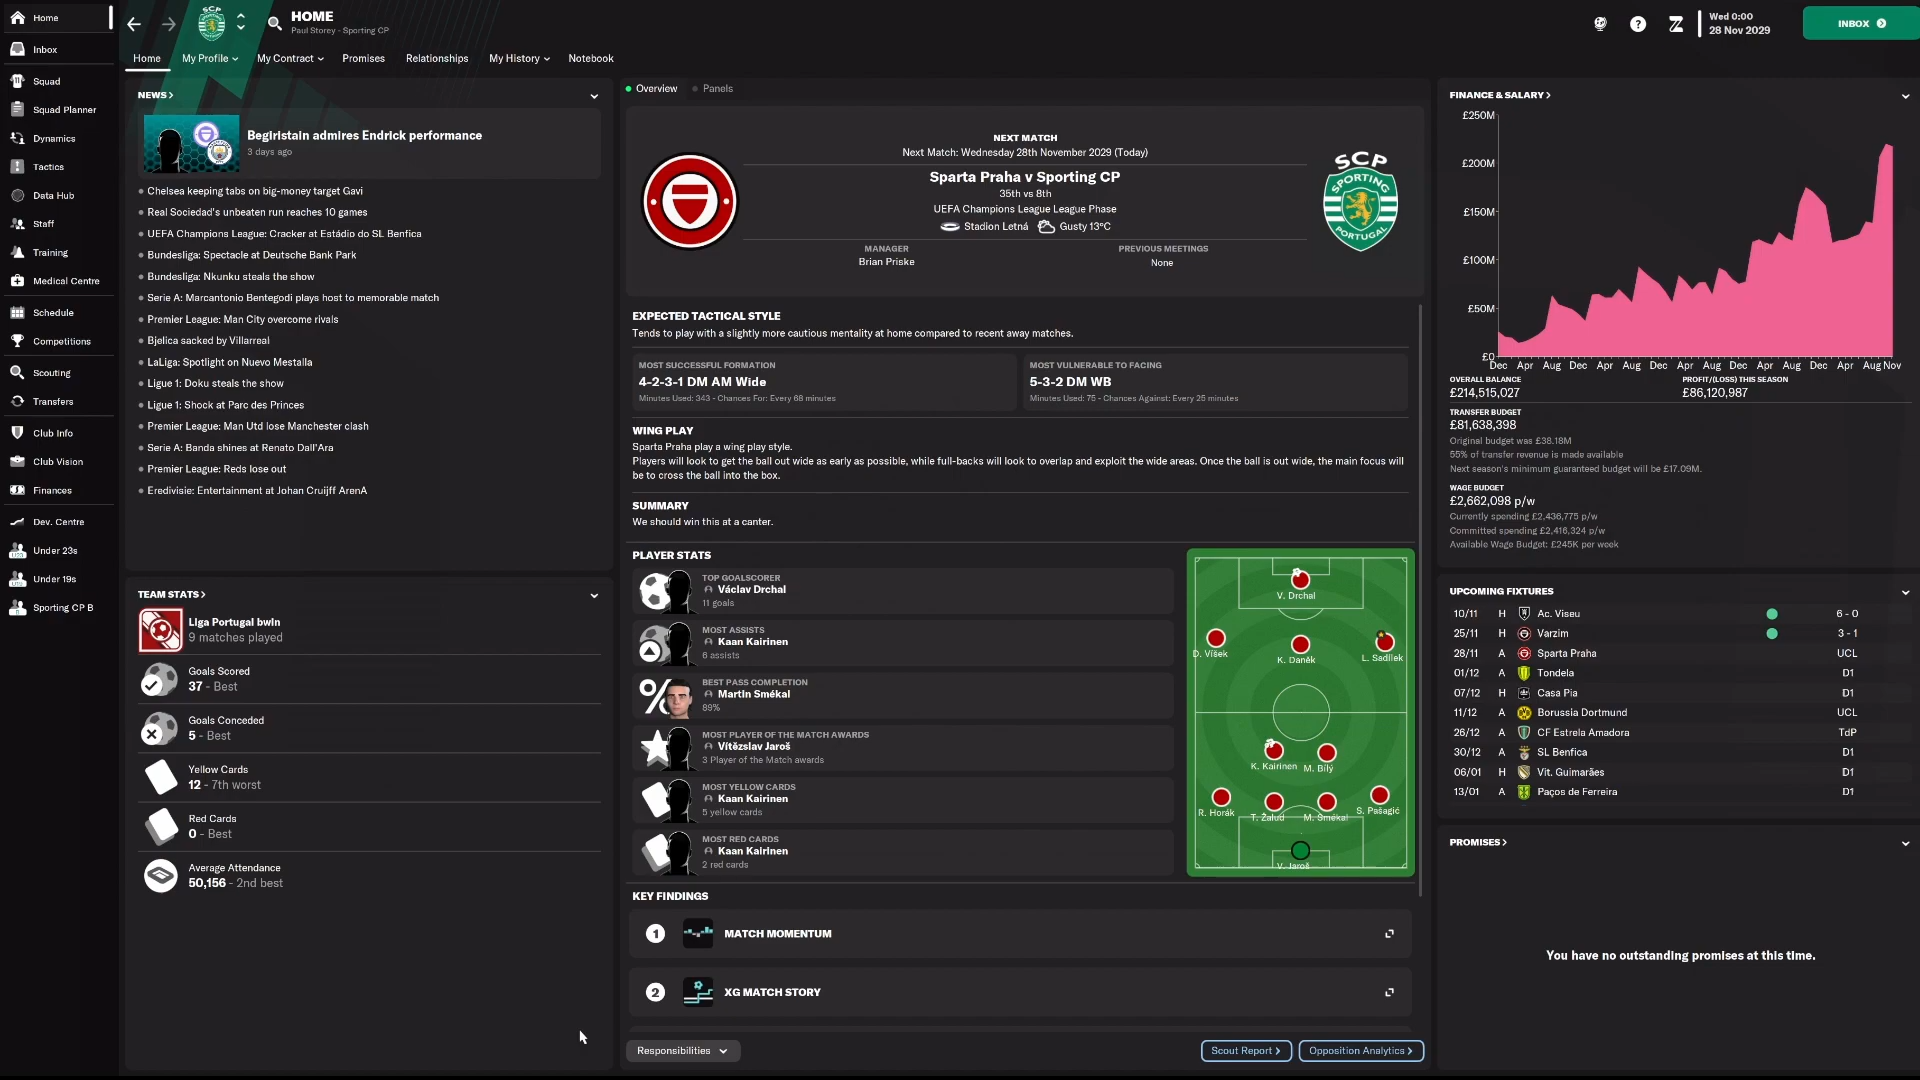 Home
Inbox
Squad
Squad Planner
Dynamics
Tactics
Data Hub
Staff
Training
Medical Centre
Schedule
Competitions
Scouting
Transfers
Club Info
Club Vision
Finances
Dev. Centre
Under 23s
Under 19s
Sporting CP B
SCP
HOME
Paul Storey - Sporting CP
Wed 0:00
28 Nov 2029
INBOX
Home
My Profile
My Contract
Promises
Relationships
My History
Notebook
NEWS
Begiristain admires Endrick performance
3 days ago
Chelsea keeping tabs on big-money target Gavi
Real Sociedad's unbeaten run reaches 10 games
UEFA Champions League: Cracker at Estádio do SL Benfica
Bundesliga: Spectacle at Deutsche Bank Park
Bundesliga: Nkunku steals the show
Serie A: Marcantonio Bentegodi plays host to memorable match
Premier League: Man City overcome rivals
Bjelica sacked by Villarreal
LaLiga: Spotlight on Nuevo Mestalla
Ligue 1: Doku steals the show
Ligue 1: Shock at Parc des Princes
Premier League: Man Utd lose Manchester clash
Serie A: Banda shines at Renato Dall'Ara
Premier League: Reds lose out
Eredivisie: Entertainment at Johan Cruijff ArenA
TEAM STATS
Liga Portugal bwin
9 matches played
Goals Scored
37 - Best
Goals Conceded
5 - Best
Yellow Cards
12 - 7th worst
Red Cards
0 - Best
Average Attendance
50,156 - 2nd best
Overview
Panels
NEXT MATCH
Next Match: Wednesday 28th November 2029 (Today)
Sparta Praha v Sporting CP
35th vs 8th
UEFA Champions League League Phase
Stadion Letná Gusty 13°C
MANAGER
Brian Priske
PREVIOUS MEETINGS
None
SCP
SPORTING
PORTUGAL
EXPECTED TACTICAL STYLE
Tends to play with a slightly more cautious mentality at home compared to recent away matches.
MOST SUCCESSFUL FORMATION
4-2-3-1 DM AM Wide
Minutes Used: 343 - Chances For: Every 68 minutes
MOST VULNERABLE TO FACING
5-3-2 DM WB
Minutes Used: 75 - Chances Against: Every 25 minutes
WING PLAY
Sparta Praha play a wing play style.
Players will look to get the ball out wide as early as possible, while full-backs will look to overlap and exploit the wide areas. Once the ball is out wide, the main focus will
be to cross the ball into the box.
SUMMARY
We should win this at a canter.
PLAYER STATS
TOP GOALSCORER
Václav Drchal
11 goals
MOST ASSISTS
Kaan Kairinen
6 assists
BEST PASS COMPLETION
Martin Smékal
89%
MOST PLAYER OF THE MATCH AWARDS
Vítězslav Jaroš
3 Player of the Match awards
MOST YELLOW CARDS
Kaan Kairinen
5 yellow cards
MOST RED CARDS
Kaan Kairinen
2 red cards
V. Drchal
D. Víšek
K. Daněk
L. Sadílek
K. Kairinen
M. Bílý
R. Horák
T. Žalud
M. Smékal
S. Pašagić
V. Jaroš
KEY FINDINGS
1
MATCH MOMENTUM
2
XG MATCH STORY
Responsibilities
Scout Report
Opposition Analytics
FINANCE & SALARY
£250M
£200M
£150M
£100M
£50M
£0
Dec Apr Aug Dec Apr Aug Dec Apr Aug Dec Apr Aug Dec Apr Aug Nov
OVERALL BALANCE
£214,515,027
PROFIT/(LOSS) THIS SEASON
£86,120,987
TRANSFER BUDGET
£81,638,398
Original budget was £38.18M
55% of transfer revenue is made available
Next season's minimum guaranteed budget will be £17.09M.
WAGE BUDGET
£2,662,098 p/w
Currently spending £2,436,775 p/w
Committed spending £2,416,324 p/w
Available Wage Budget: £245K per week
UPCOMING FIXTURES
10/11 H Ac. Viseu 6 - 0
25/11 H Varzim 3 - 1
28/11 A Sparta Praha UCL
01/12 A Tondela D1
07/12 H Casa Pia D1
11/12 A Borussia Dortmund UCL
26/12 A CF Estrela Amadora TdP
30/12 A SL Benfica D1
06/01 H Vit. Guimarães D1
13/01 A Paços de Ferreira D1
PROMISES
You have no outstanding promises at this time.